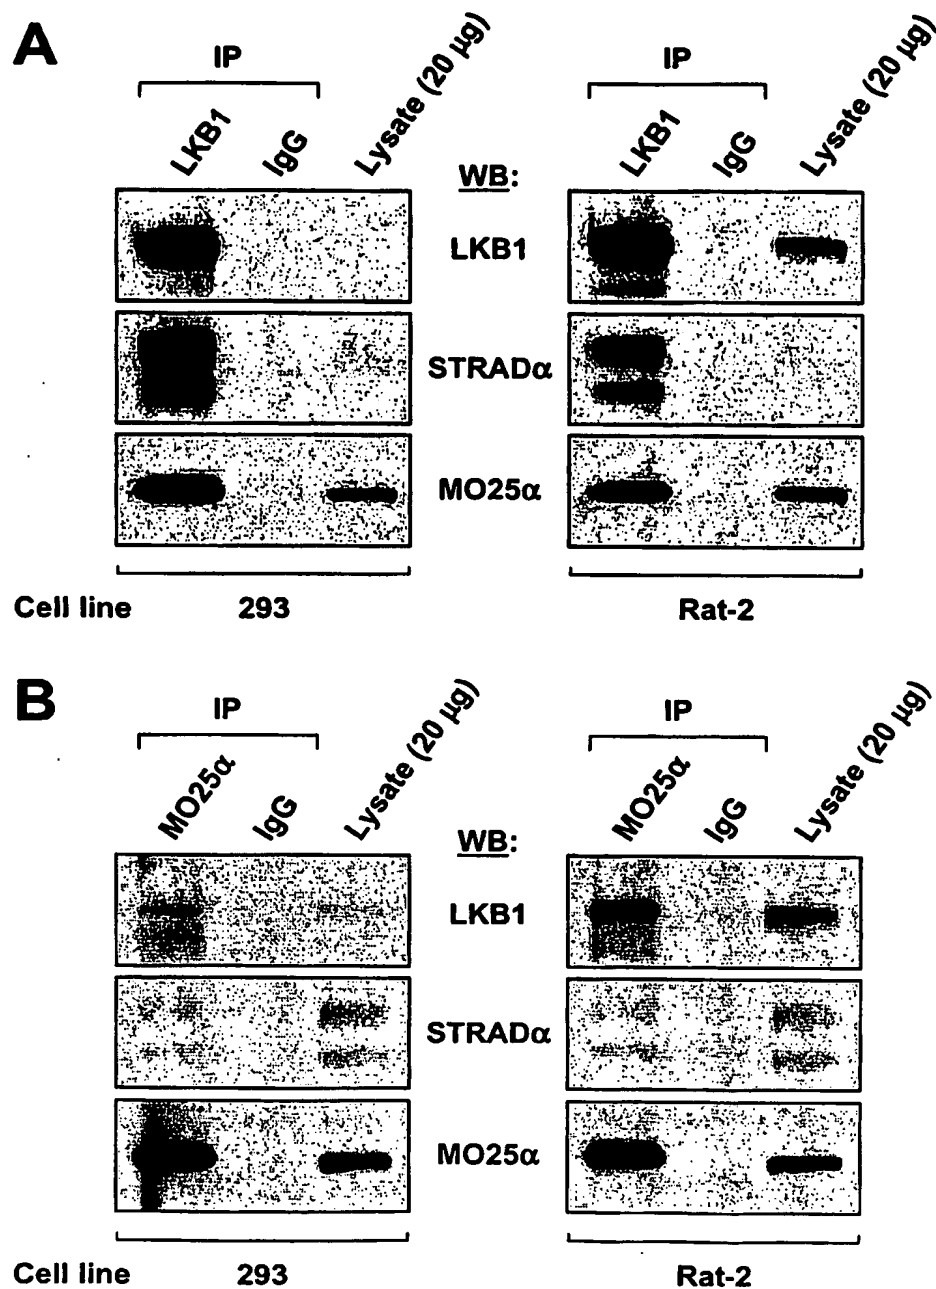 A
IP
IP
LKB1
IgG
Lysate (20 µg)
LKB1
IgG
Lysate (20 µg)
WB:
LKB1
STRADα
MO25α
Cell line
293
Rat-2
B
IP
IP
MO25α
IgG
Lysate (20 µg)
MO25α
IgG
Lysate (20 µg)
WB:
LKB1
STRADα
MO25α
Cell line
293
Rat-2